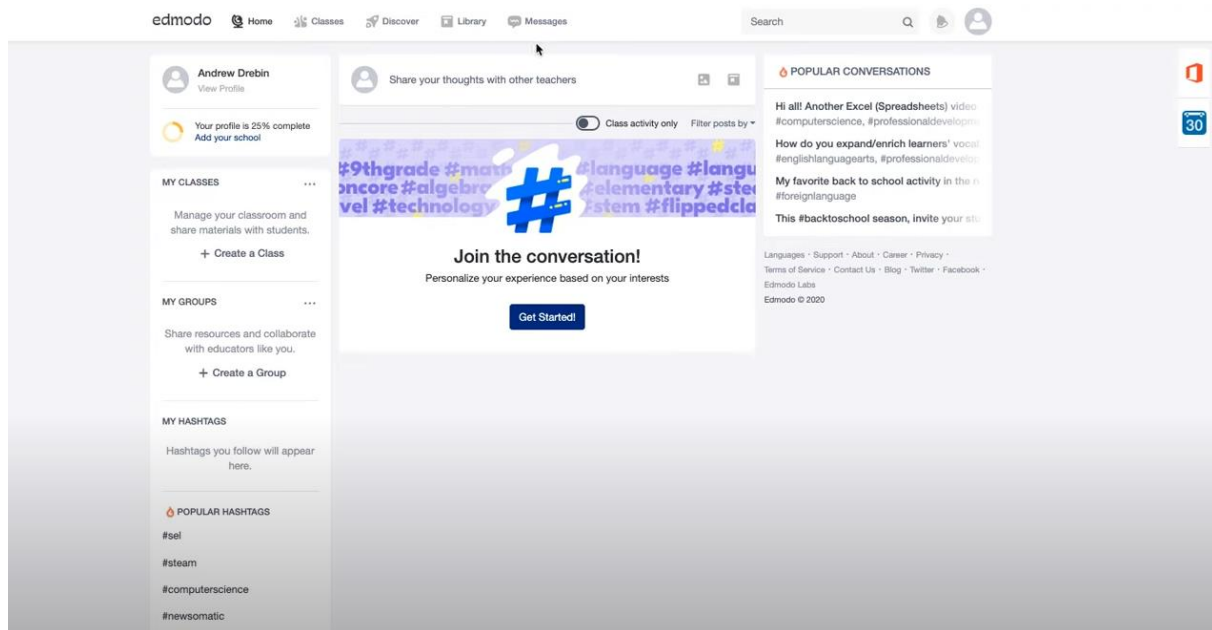 edmodo
Home
Classes
Discover
Library
Messages
Search
Andrew Drebin
View Profile
Your profile is 25% complete
Add your school
MY CLASSES
Manage your classroom and
share materials with students.
+ Create a Class
MY GROUPS
Share resources and collaborate
with educators like you.
+ Create a Group
MY HASHTAGS
Hashtags you follow will appear
here.
POPULAR HASHTAGS
#sel
#steam
#computerscience
#newsomatic
Share your thoughts with other teachers
Class activity only
Filter posts by
#9thgrade #math #language #langu
oncore #algebra #elementary #ste
vel #technology #stem #flippedcla
Join the conversation!
Personalize your experience based on your interests
Get Started!
POPULAR CONVERSATIONS
Hi all! Another Excel (Spreadsheets) video
#computerscience, #professionaldevelopm
How do you expand/enrich learners' vocal
#englishlanguagearts, #professionaldevelop
My favorite back to school activity in the n
#foreignlanguage
This #backtoschool season, invite your stu
Languages · Support · About · Career · Privacy ·
Terms of Service · Contact Us · Blog · Twitter · Facebook ·
Edmodo Labs
Edmodo © 2020
30